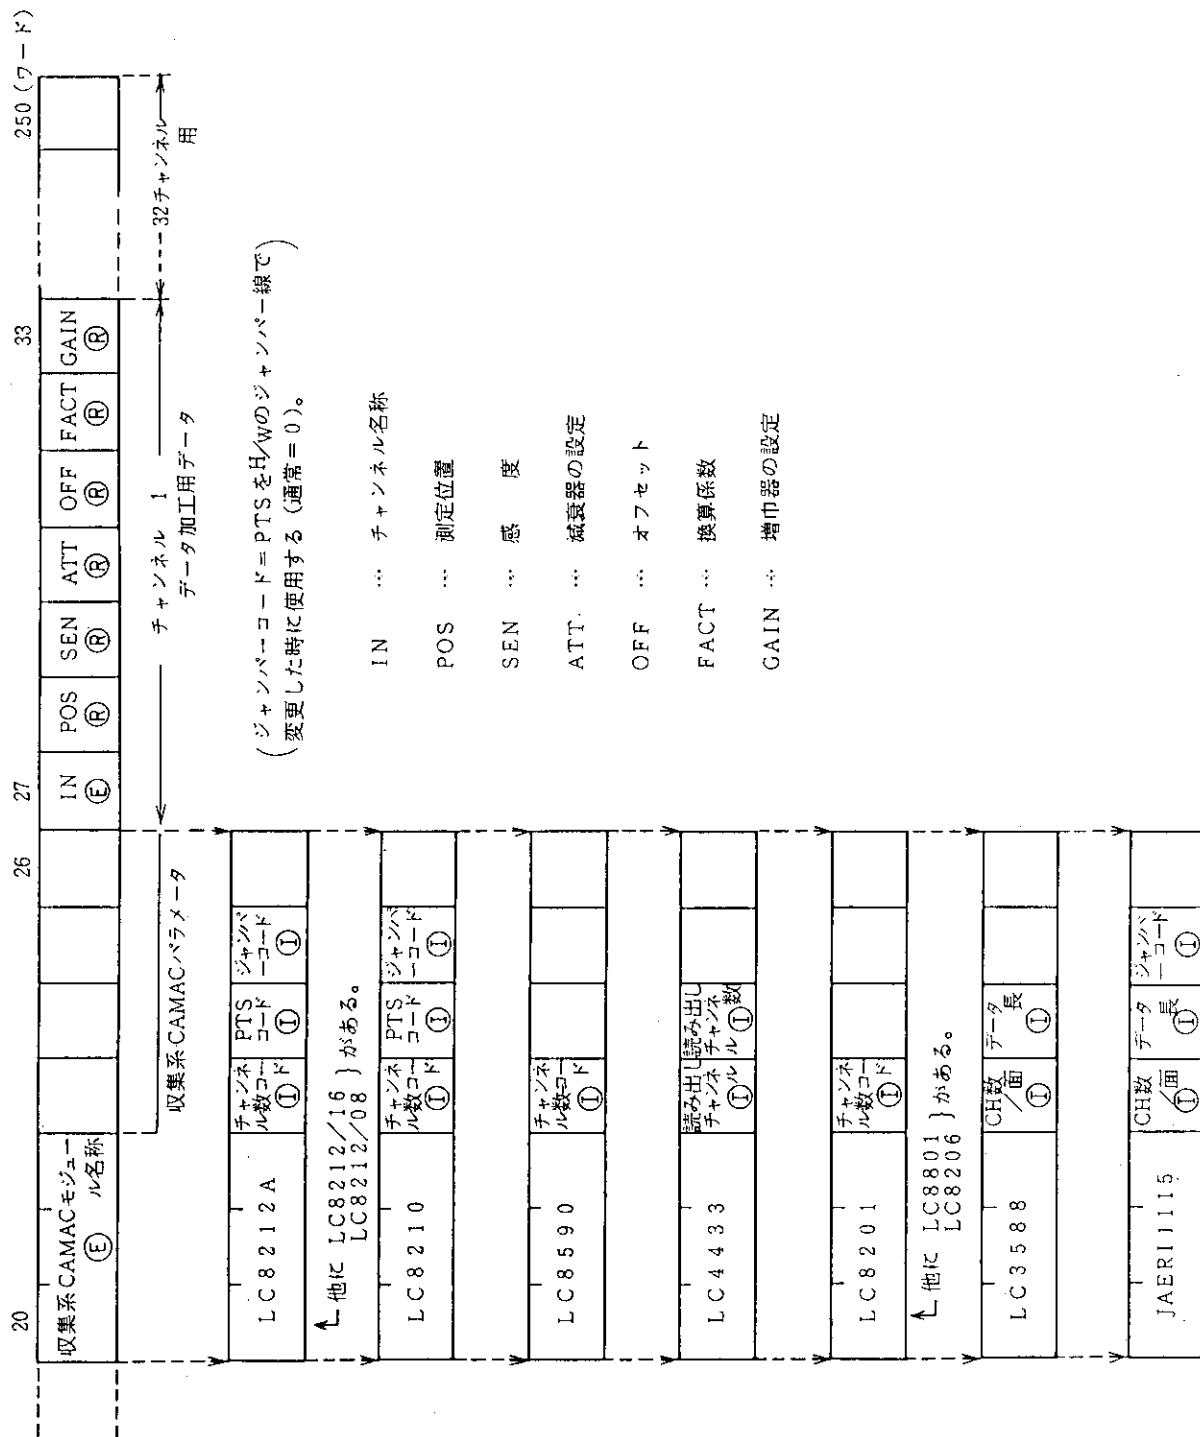 20
26
27
33
250(ワード)
収集系CAMACモジュー
ル名称
Ⓔ
IN
Ⓔ
POS
Ⓡ
SEN
Ⓡ
ATT
Ⓡ
OFF
Ⓡ
FACT
Ⓡ
GAIN
Ⓡ
収集系CAMACパラメータ
チャンネル 1
データ加工用データ
32チャンネル
用
LC8212A
チャンネ
ル数コー
Ⓘド
PTS
コード
Ⓘ
ジャンパ
ーコード
Ⓘ
(ジャンパーコード=PTSをH/Wのジャンパー線で
変更した時に使用する(通常=0)。)
他に LC8212/16
LC8212/08 }がある。
LC8210
チャンネ
ル数コー
Ⓘド
PTS
コード
Ⓘ
ジャンパ
ーコード
Ⓘ
IN … チャンネル名称
POS … 測定位置
SEN … 感 度
ATT. … 減衰器の設定
OFF … オフセット
FACT … 換算係数
GAIN … 増巾器の設定
LC8590
チャンネ
ル数コー
Ⓘド
LC4433
読み出し
チャンネ
Ⓘル
読み出し
チャンネ
ルⒾ数
LC8201
チャンネ
ル数コー
Ⓘド
他に LC8801
LC8206 }がある。
LC3588
CH数
/面
Ⓘ
データ
長
Ⓘ
JAERI1115
CH数
/面
Ⓘ
データ
長
Ⓘ
ジャンパ
ーコード
Ⓘ